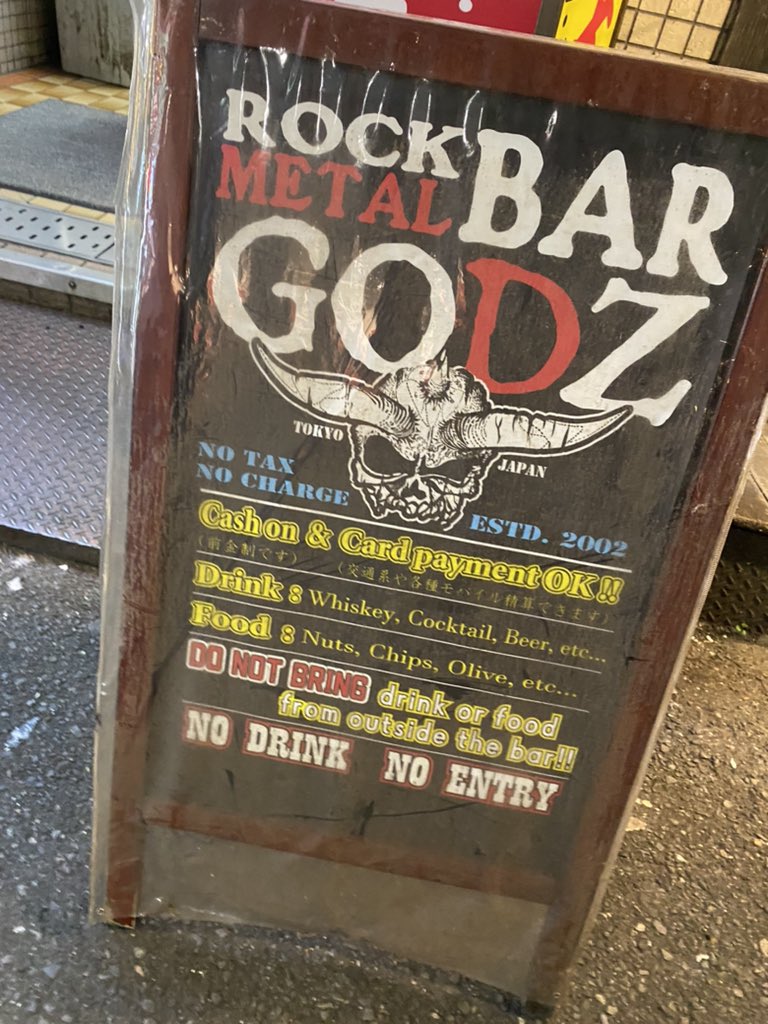 ROCK
METAL
BAR
GODZ
TOKYO
JAPAN
NO TAX
NO CHARGE
ESTD. 2002
Cash on & Card payment OK!!
(前金制です) (交通系や各種モバイル精算できます)
Drink : Whiskey, Cocktail, Beer, etc...
Food : Nuts, Chips, Olive, etc...
DO NOT BRING drink or food
from outside the bar!!
NO DRINK NO ENTRY